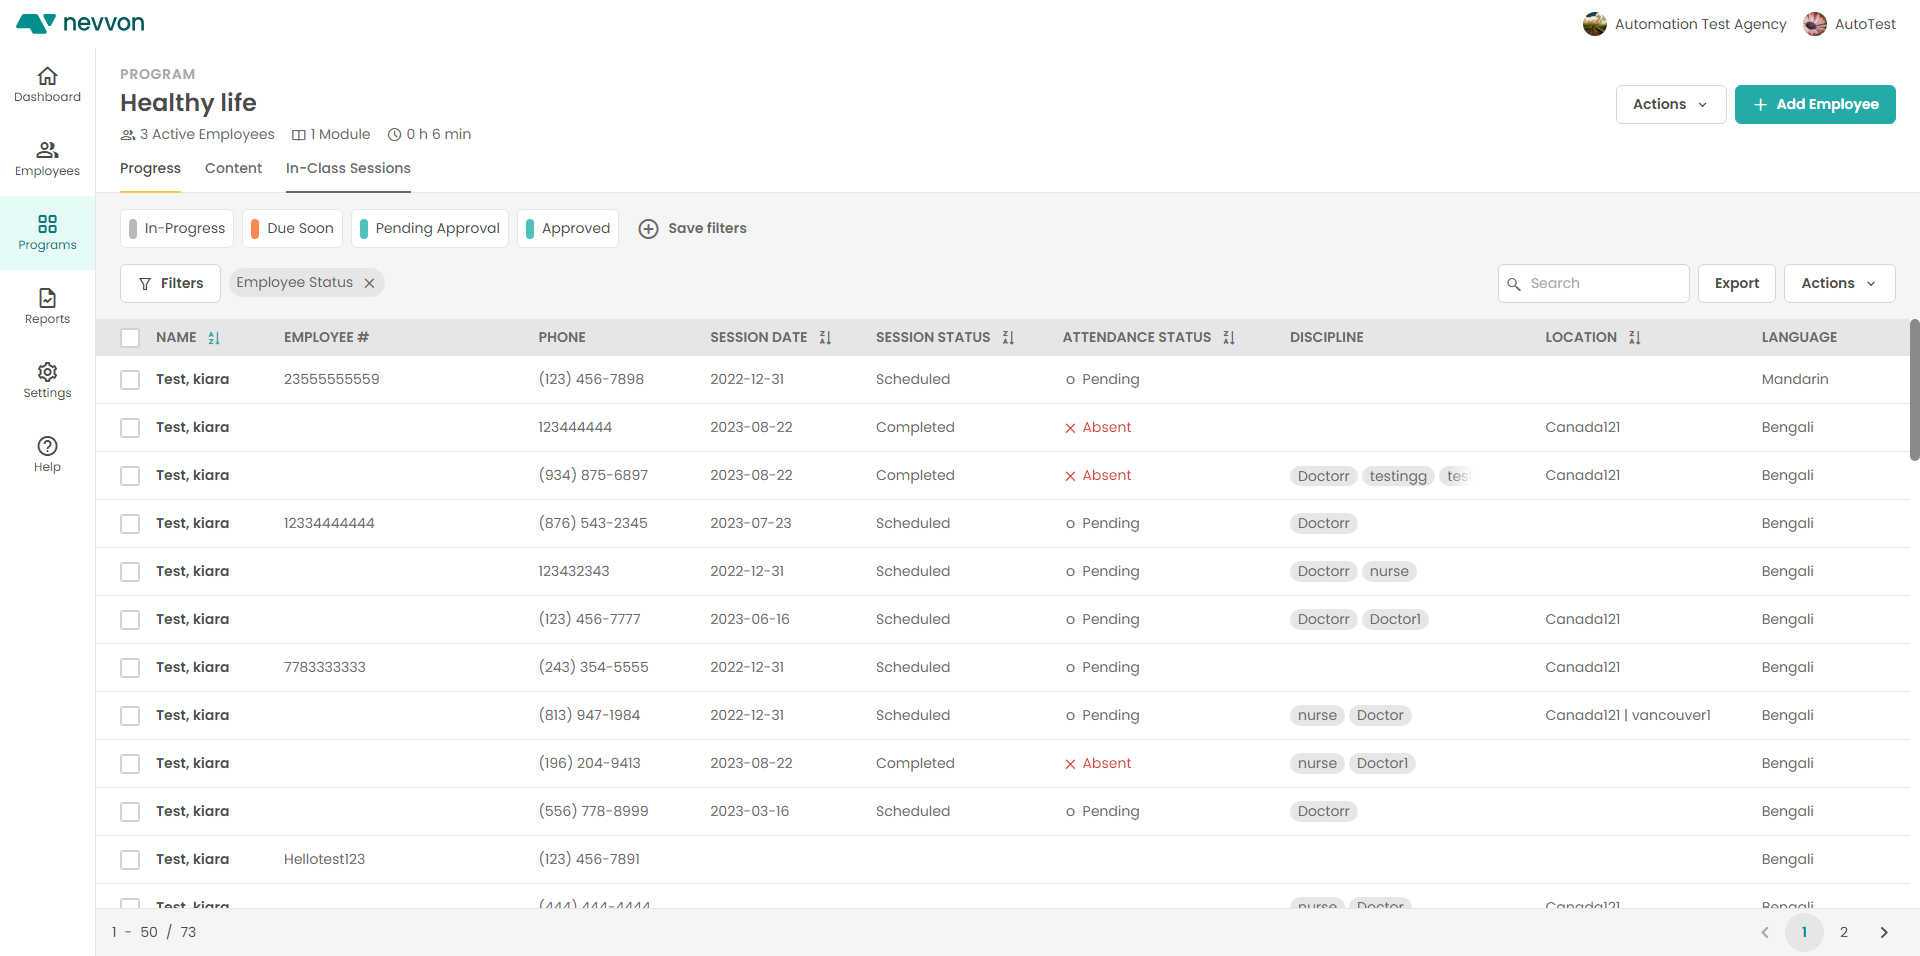 nevvon
Automation Test Agency
AutoTest
Dashboard
Employees
Programs
Reports
Settings
Help
PROGRAM
Healthy life
3 Active Employees 1 Module 0 h 6 min
Actions
Add Employee
Progress Content In-Class Sessions
In-Progress Due Soon Pending Approval Approved Save filters
Filters Employee Status
Search Export Actions
NAME EMPLOYEE # PHONE SESSION DATE SESSION STATUS ATTENDANCE STATUS DISCIPLINE LOCATION LANGUAGE
Test, kiara 23555555559 (123) 456-7898 2022-12-31 Scheduled Pending Mandarin
Test, kiara 123444444 2023-08-22 Completed Absent Canada121 Bengali
Test, kiara (934) 875-6897 2023-08-22 Completed Absent Doctorr testingg tes Canada121 Bengali
Test, kiara 12334444444 (876) 543-2345 2023-07-23 Scheduled Pending Doctorr Bengali
Test, kiara 123432343 2022-12-31 Scheduled Pending Doctorr nurse Bengali
Test, kiara (123) 456-7777 2023-06-16 Scheduled Pending Doctorr Doctor1 Canada121 Bengali
Test, kiara 7783333333 (243) 354-5555 2022-12-31 Scheduled Pending Canada121 Bengali
Test, kiara (813) 947-1984 2022-12-31 Scheduled Pending nurse Doctor Canada121 | vancouver1 Bengali
Test, kiara (196) 204-9413 2023-08-22 Completed Absent nurse Doctor1 Bengali
Test, kiara (556) 778-8999 2023-03-16 Scheduled Pending Doctorr Bengali
Test, kiara Hellotest123 (123) 456-7891 Bengali
Test, kiara (444) 444-4444 nurse Doctor Canada121 Bengali
1 - 50 / 73
1 2